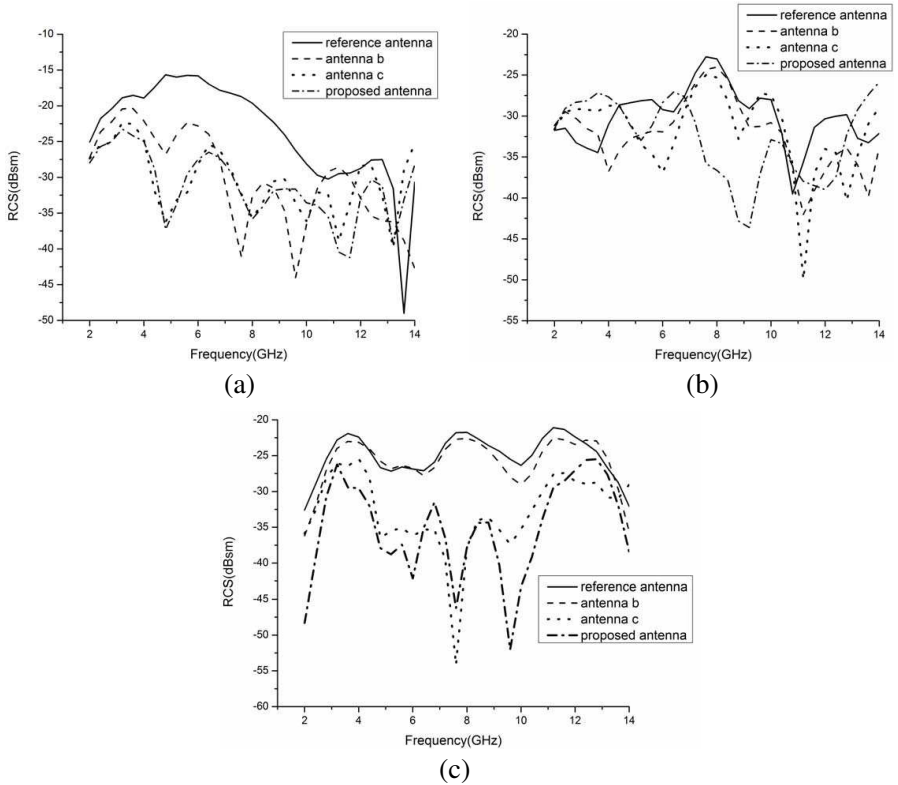 -10
-15
-20
-25
-30
-35
-40
-45
-50
RCS(dBsm)
reference antenna
antenna b
antenna c
proposed antenna
2 4 6 8 10 12 14
Frequency(GHz)
(a)
-20
-25
-30
-35
-40
-45
-50
-55
RCS(dBsm)
reference antenna
antenna b
antenna c
proposed antenna
2 4 6 8 10 12 14
Frequency(GHz)
(b)
-20
-25
-30
-35
-40
-45
-50
-55
-60
RCS(dBsm)
reference antenna
antenna b
antenna c
proposed antenna
2 4 6 8 10 12 14
Frequency(GHz)
(c)